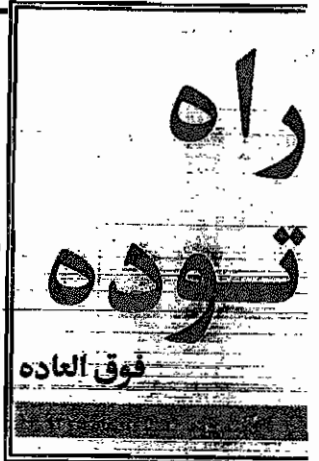 راه
توده
فوق العاده